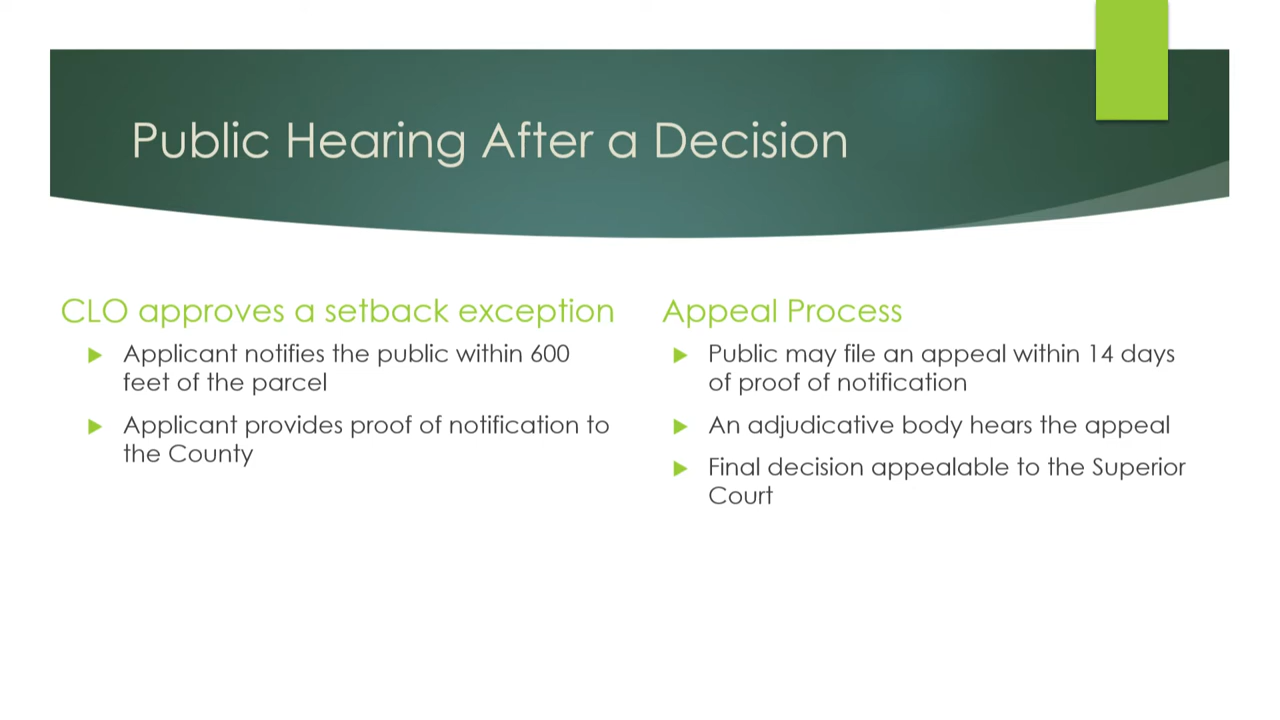 Public Hearing After a Decision
CLO approves a setback exception
Applicant notifies the public within 600
feet of the parcel
Applicant provides proof of notification to
the County
Appeal Process
Public may file an appeal within 14 days
of proof of notification
An adjudicative body hears the appeal
Final decision appealable to the Superior
Court